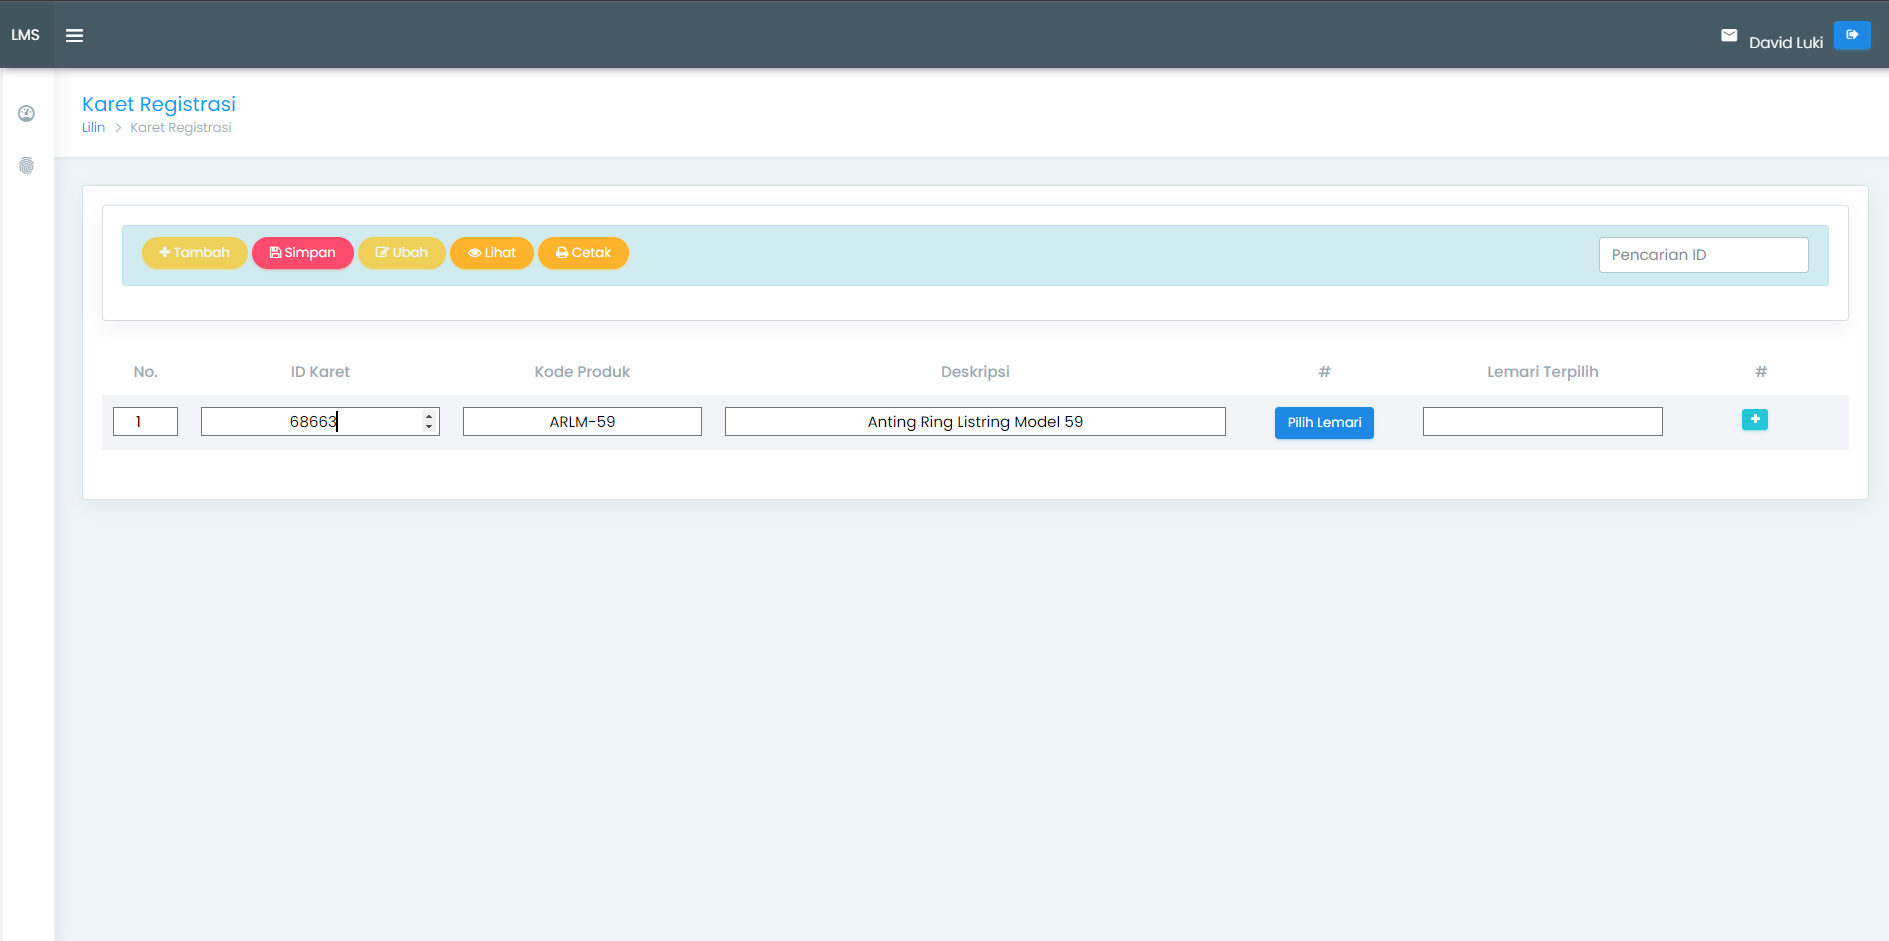 LMS
David Luki
Karet Registrasi
Lilin > Karet Registrasi
Tambah Simpan Ubah Lihat Cetak Pencarian ID
No. ID Karet Kode Produk Deskripsi # Lemari Terpilih #
1 68663 ARLM-59 Anting Ring Listring Model 59 Pilih Lemari +